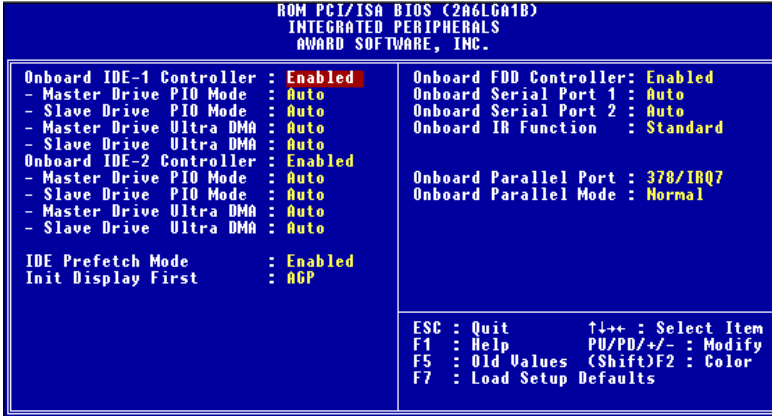 ROM PCI/ISA BIOS (2A6LGA1B)
INTEGRATED PERIPHERALS
AWARD SOFTWARE, INC.
Onboard IDE-1 Controller : Enabled
- Master Drive PIO Mode : Auto
- Slave Drive PIO Mode : Auto
- Master Drive Ultra DMA : Auto
- Slave Drive Ultra DMA : Auto
Onboard IDE-2 Controller : Enabled
- Master Drive PIO Mode : Auto
- Slave Drive PIO Mode : Auto
- Master Drive Ultra DMA : Auto
- Slave Drive Ultra DMA : Auto
IDE Prefetch Mode : Enabled
Init Display First : AGP
Onboard FDD Controller: Enabled
Onboard Serial Port 1 : Auto
Onboard Serial Port 2 : Auto
Onboard IR Function : Standard
Onboard Parallel Port : 378/IRQ7
Onboard Parallel Mode : Normal
ESC : Quit ↑↓→← : Select Item
F1 : Help PU/PD/+/- : Modify
F5 : Old Values (Shift)F2 : Color
F7 : Load Setup Defaults